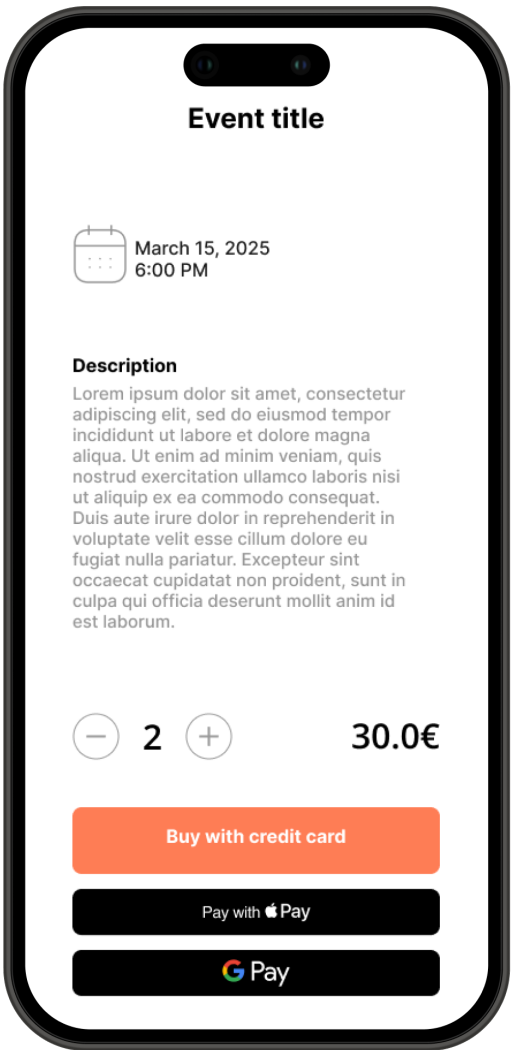 Event title
March 15, 2025
6:00 PM
Description
Lorem ipsum dolor sit amet, consectetur
adipiscing elit, sed do eiusmod tempor
incididunt ut labore et dolore magna
aliqua. Ut enim ad minim veniam, quis
nostrud exercitation ullamco laboris nisi
ut aliquip ex ea commodo consequat.
Duis aute irure dolor in reprehenderit in
voluptate velit esse cillum dolore eu
fugiat nulla pariatur. Excepteur sint
occaecat cupidatat non proident, sunt in
culpa qui officia deserunt mollit anim id
est laborum.
2 30.0€
Buy with credit card
Pay with Pay
G Pay